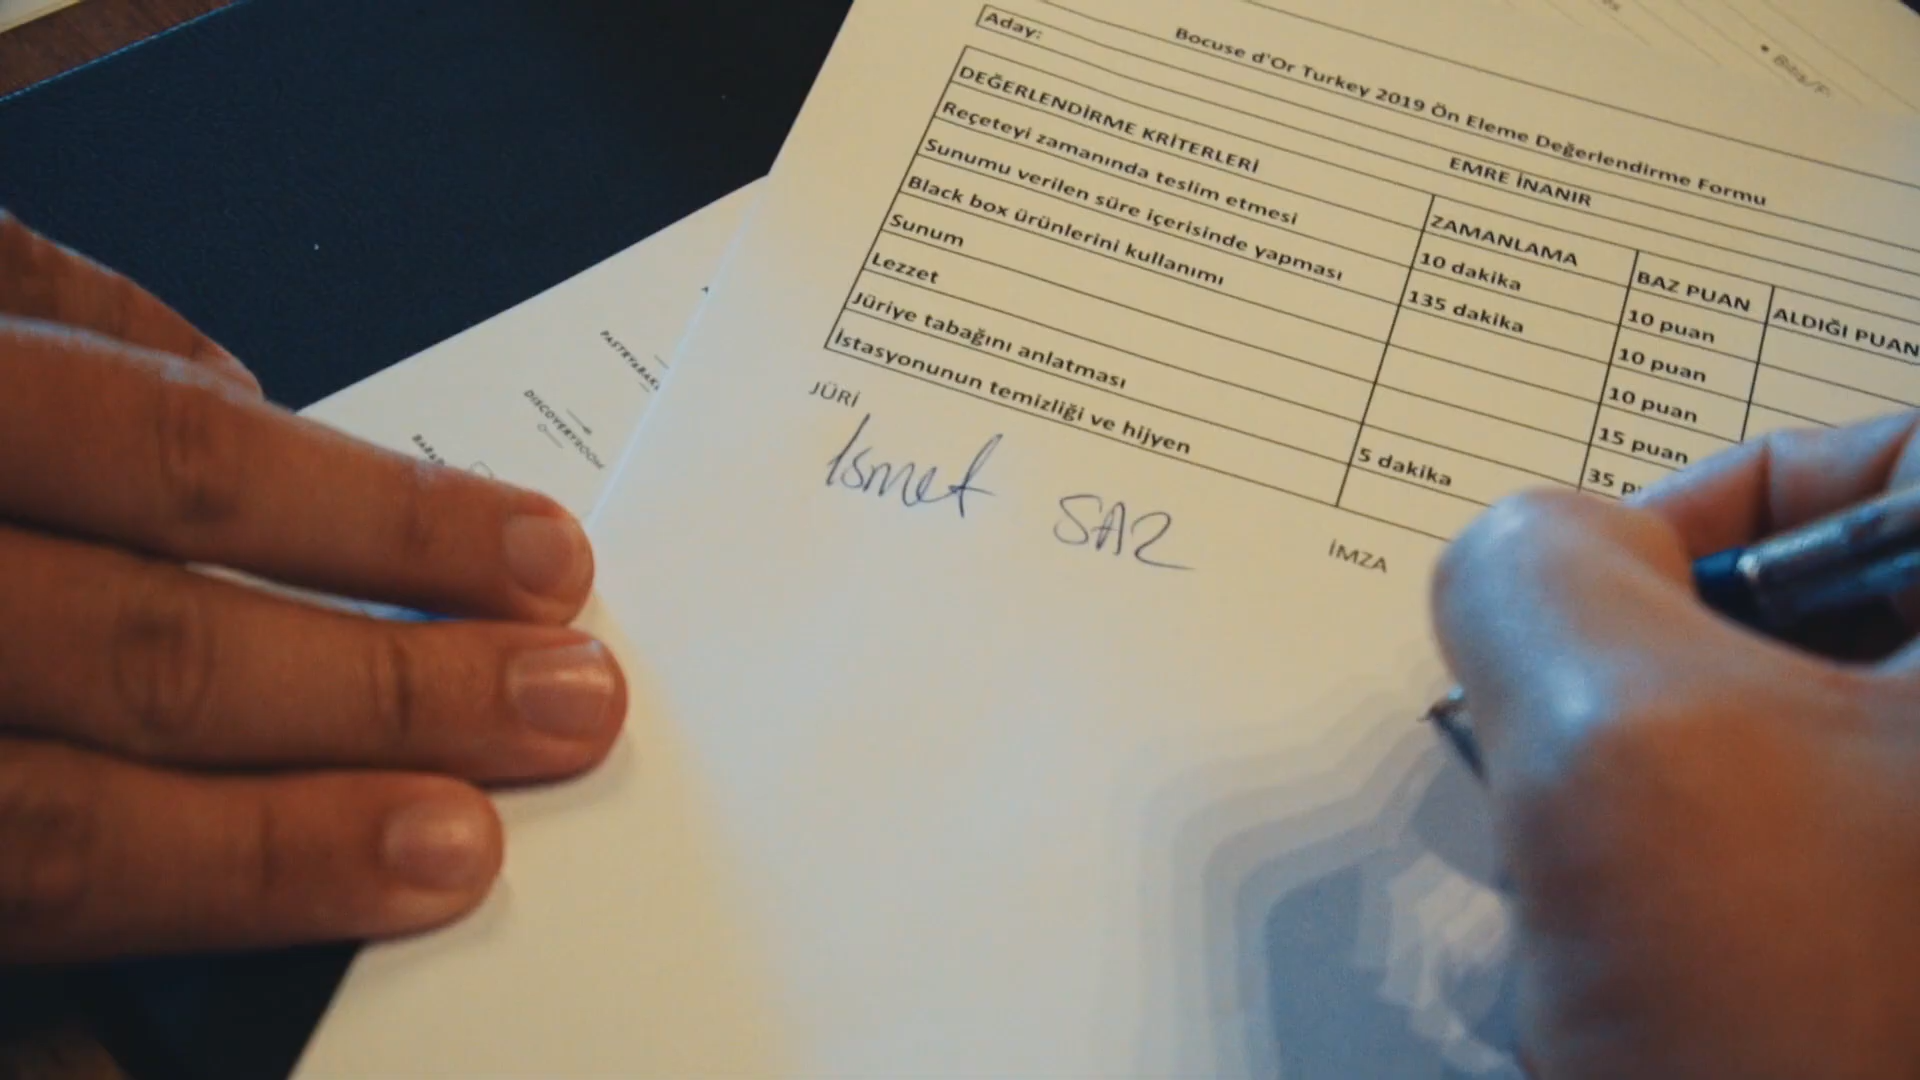 Bocuse d'Or Turkey 2019 Ön Eleme Değerlendirme Formu
Aday: EMRE İNANIR
DEĞERLENDİRME KRİTERLERİ ZAMANLAMA BAZ PUAN ALDIĞI PUAN
Reçeteyi zamanında teslim etmesi 10 dakika 10 puan
Sunumu verilen süre içerisinde yapması 135 dakika 10 puan
Black box ürünlerini kullanımı 10 puan
Sunum 15 puan
Lezzet 35
Jüriye tabağını anlatması 5 dakika
İstasyonunun temizliği ve hijyen
JÜRİ İMZA
Ismet SAZ
DISCOVERYROOM